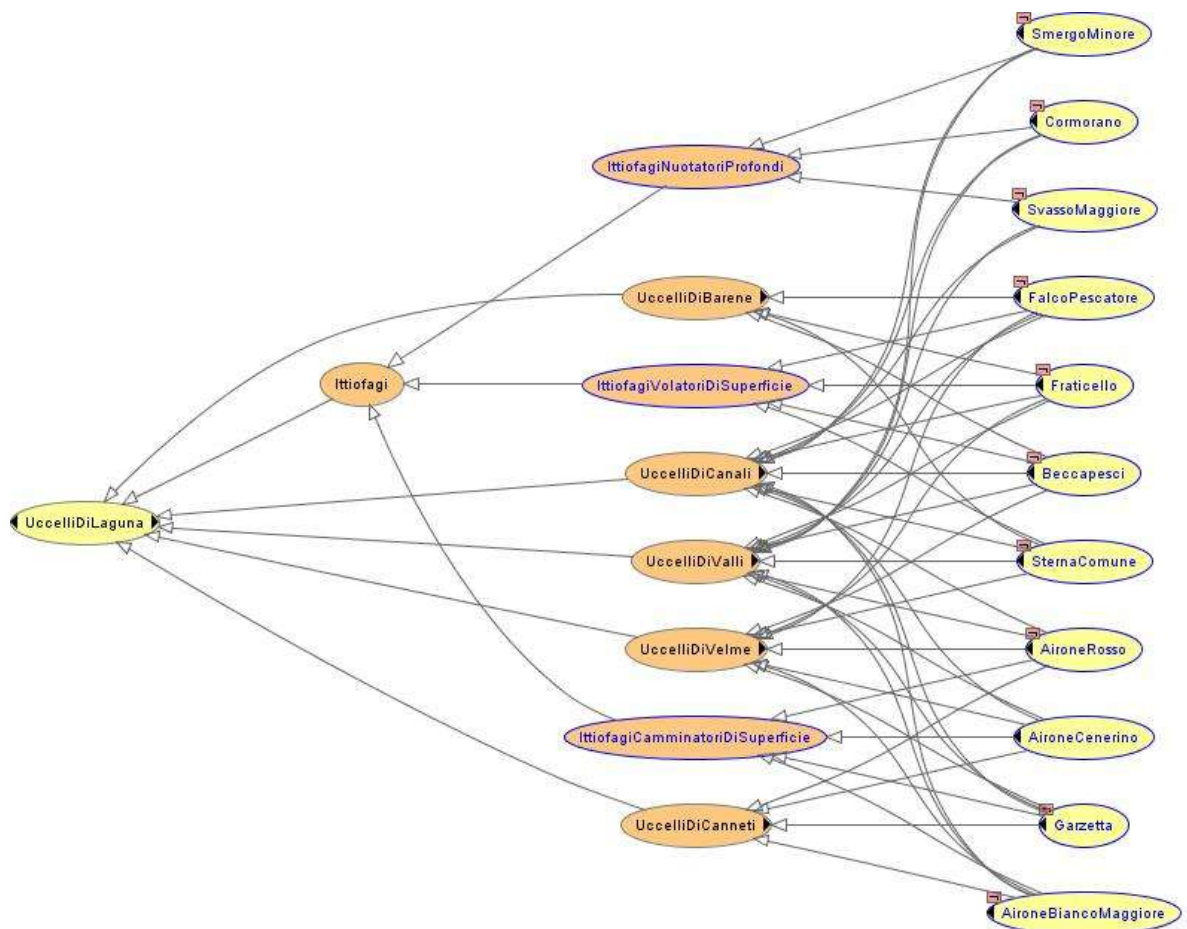 SmergoMinore
Cormorano
IttiofagiNuotatoriProfondi
SvassoMaggiore
UccelliDiBarene
FalcoPescatore
Ittiofagi
IttiofagiVolatoriDiSuperficie
Fraticello
UccelliDiCanali
Beccapesci
UccelliDiLaguna
UccelliDiValli
SternaComune
UccelliDiVelme
AironeRosso
IttiofagiCamminatoriDiSuperficie
AironeCenerino
UccelliDiCanneti
Garzetta
AironeBiancoMaggiore